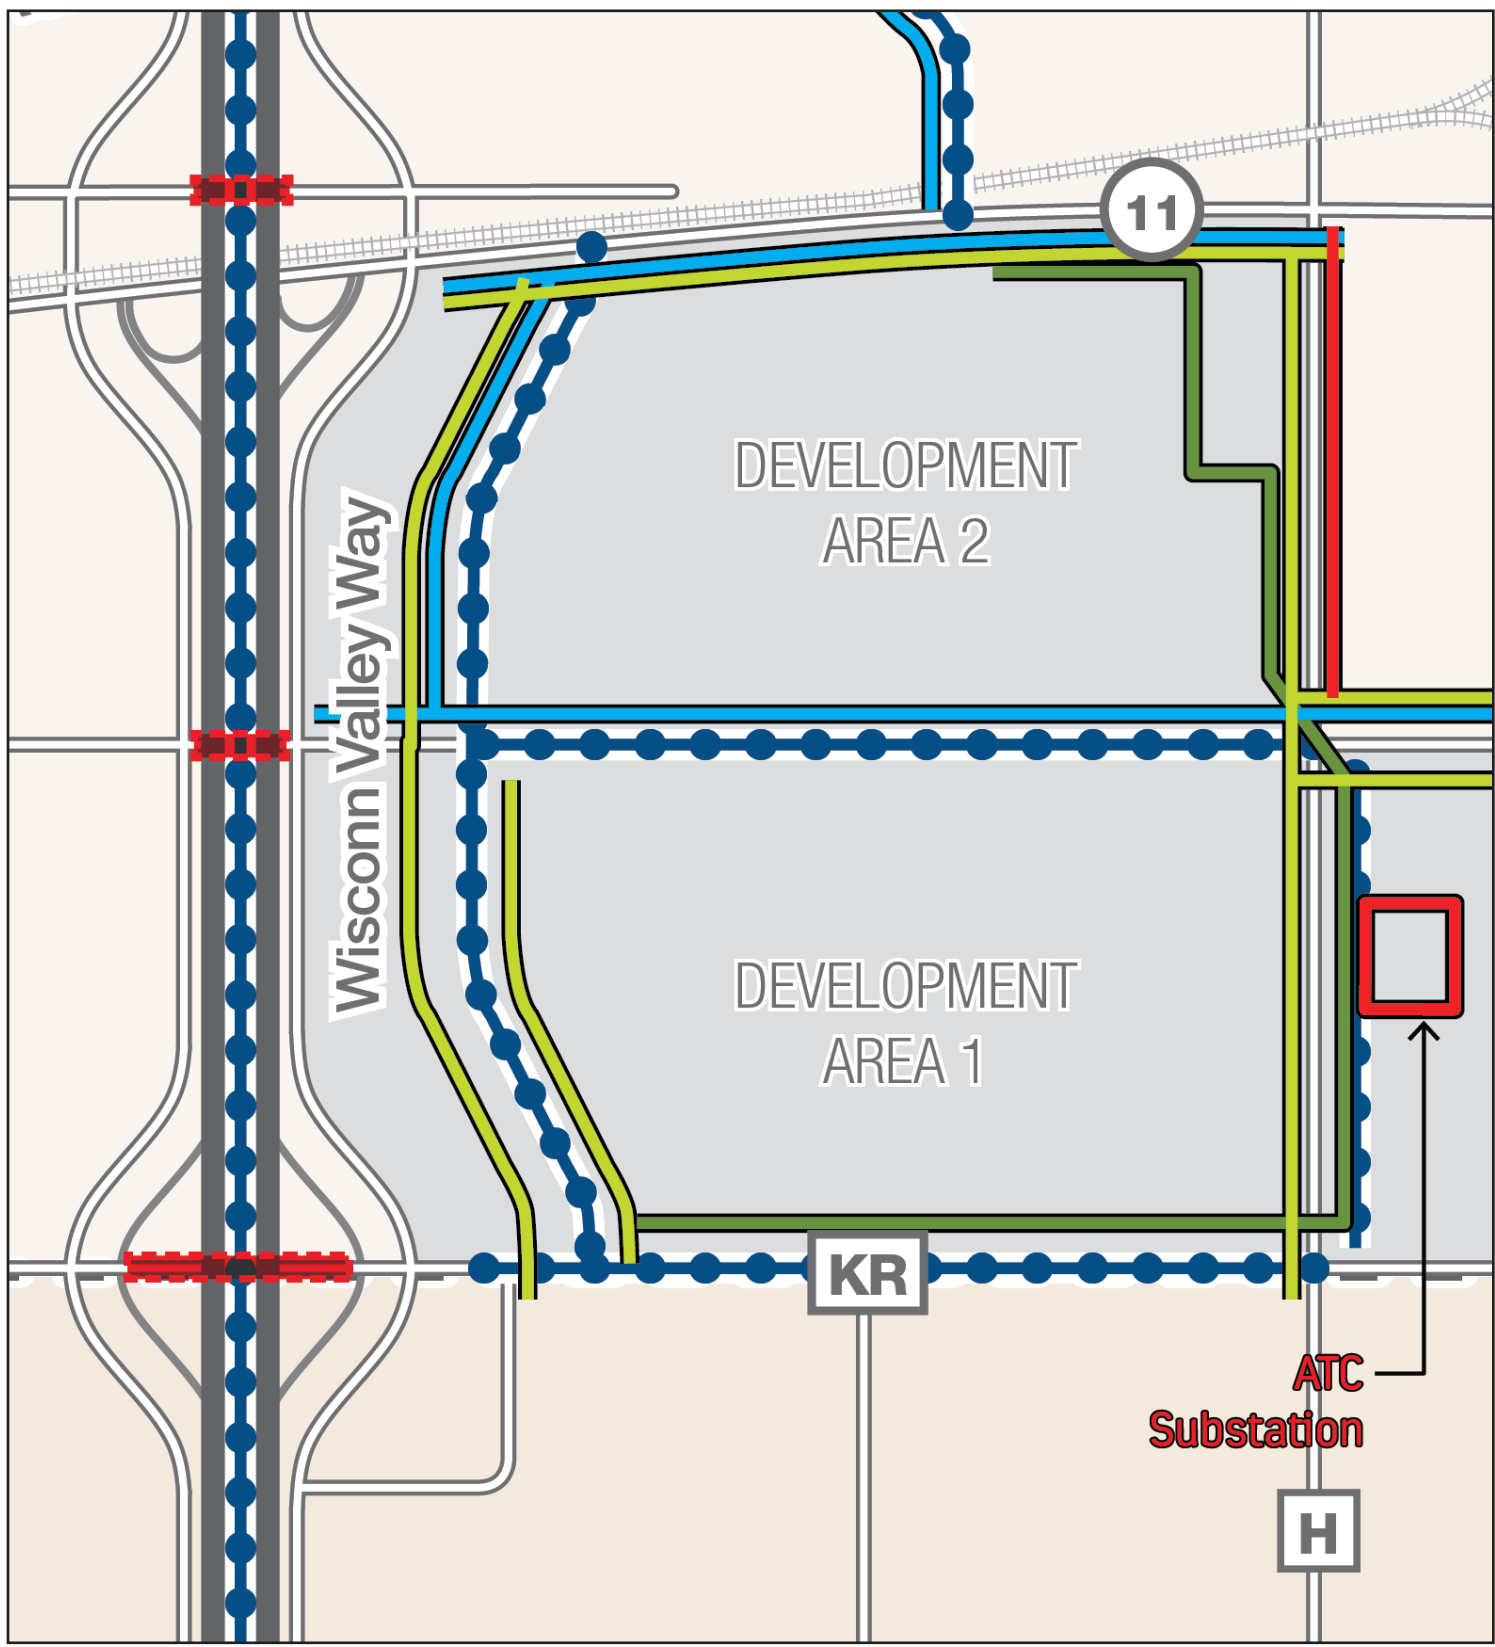 11
DEVELOPMENT
AREA 2
Wisconn Valley Way
DEVELOPMENT
AREA 1
KR
ATC
Substation
H